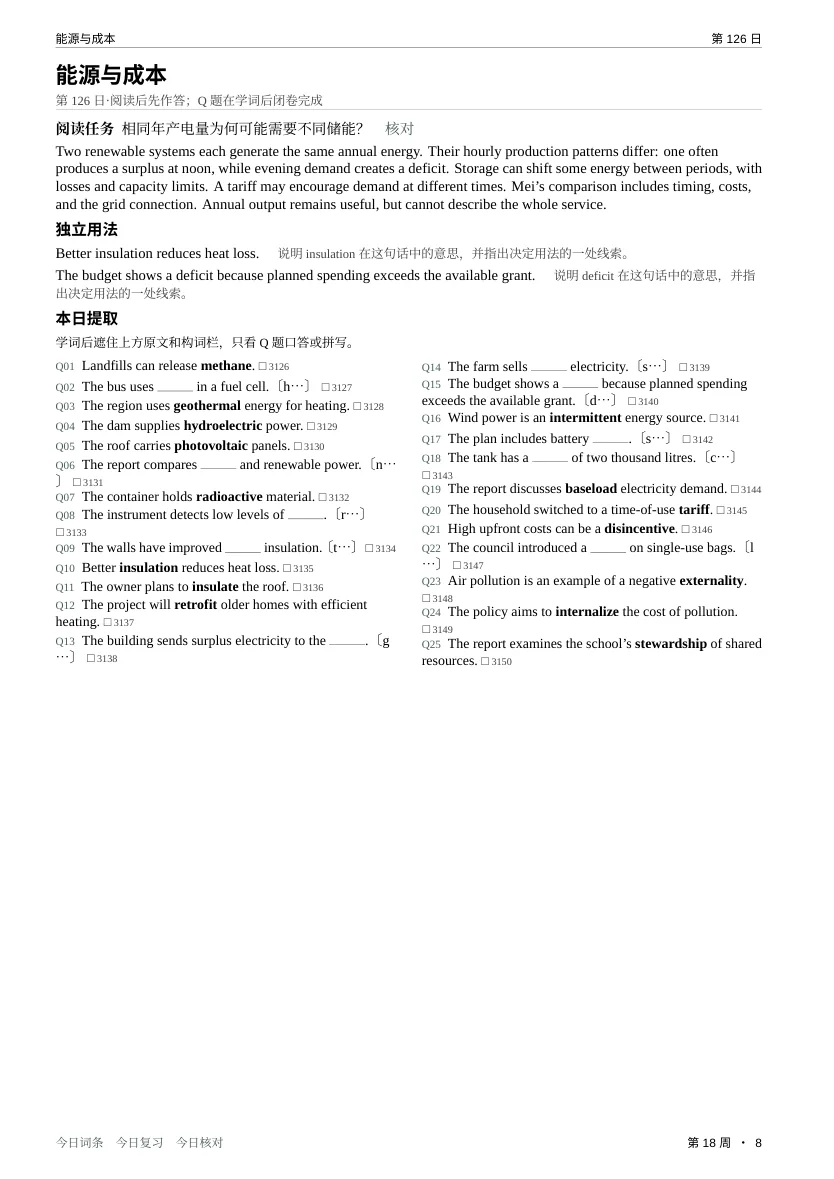 能源与成本 第 126 日
能源与成本
第 126 日·阅读后先作答；Q 题在学词后闭卷完成
阅读任务 相同年产电量为何可能需要不同储能？ 核对
Two renewable systems each generate the same annual energy. Their hourly production patterns differ: one often
produces a surplus at noon, while evening demand creates a deficit. Storage can shift some energy between periods, with
losses and capacity limits. A tariff may encourage demand at different times. Mei’s comparison includes timing, costs,
and the grid connection. Annual output remains useful, but cannot describe the whole service.
独立用法
Better insulation reduces heat loss. 说明 insulation 在这句话中的意思，并指出决定用法的一处线索。
The budget shows a deficit because planned spending exceeds the available grant. 说明 deficit 在这句话中的意思，并指
出决定用法的一处线索。
本日提取
学词后遮住上方原文和构词栏，只看 Q 题口答或拼写。
Q01 Landfills can release methane. □ 3126
Q02 The bus uses _____ in a fuel cell.〔h…〕 □ 3127
Q03 The region uses geothermal energy for heating. □ 3128
Q04 The dam supplies hydroelectric power. □ 3129
Q05 The roof carries photovoltaic panels. □ 3130
Q06 The report compares _____ and renewable power.〔n…
〕 □ 3131
Q07 The container holds radioactive material. □ 3132
Q08 The instrument detects low levels of _____.〔r…〕
□ 3133
Q09 The walls have improved _____ insulation.〔t…〕 □ 3134
Q10 Better insulation reduces heat loss. □ 3135
Q11 The owner plans to insulate the roof. □ 3136
Q12 The project will retrofit older homes with efficient
heating. □ 3137
Q13 The building sends surplus electricity to the _____.〔g
…〕 □ 3138
Q14 The farm sells _____ electricity.〔s…〕 □ 3139
Q15 The budget shows a _____ because planned spending
exceeds the available grant.〔d…〕 □ 3140
Q16 Wind power is an intermittent energy source. □ 3141
Q17 The plan includes battery _____.〔s…〕 □ 3142
Q18 The tank has a _____ of two thousand litres.〔c…〕
□ 3143
Q19 The report discusses baseload electricity demand. □ 3144
Q20 The household switched to a time-of-use tariff. □ 3145
Q21 High upfront costs can be a disincentive. □ 3146
Q22 The council introduced a _____ on single-use bags.〔l
…〕 □ 3147
Q23 Air pollution is an example of a negative externality.
□ 3148
Q24 The policy aims to internalize the cost of pollution.
□ 3149
Q25 The report examines the school’s stewardship of shared
resources. □ 3150
今日词条 今日复习 今日核对 第 18 周 · 8